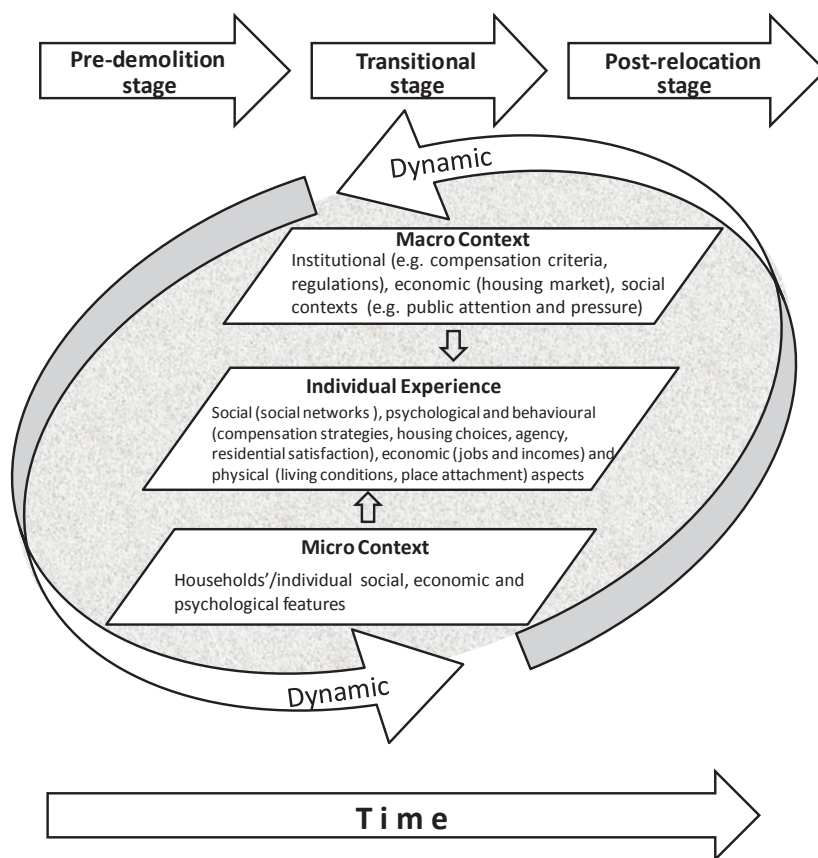 Pre-demolition
stage
Transitional
stage
Post-relocation
stage
Dynamic
Macro Context
Institutional (e.g. compensation criteria,
regulations), economic (housing market), social
contexts (e.g. public attention and pressure)
Individual Experience
Social (social networks ), psychological and behavioural
(compensation strategies, housing choices, agency,
residential satisfaction), economic (jobs and incomes) and
physical (living conditions, place attachment) aspects
Micro Context
Households'/individual social, economic and
psychological features
Dynamic
Time